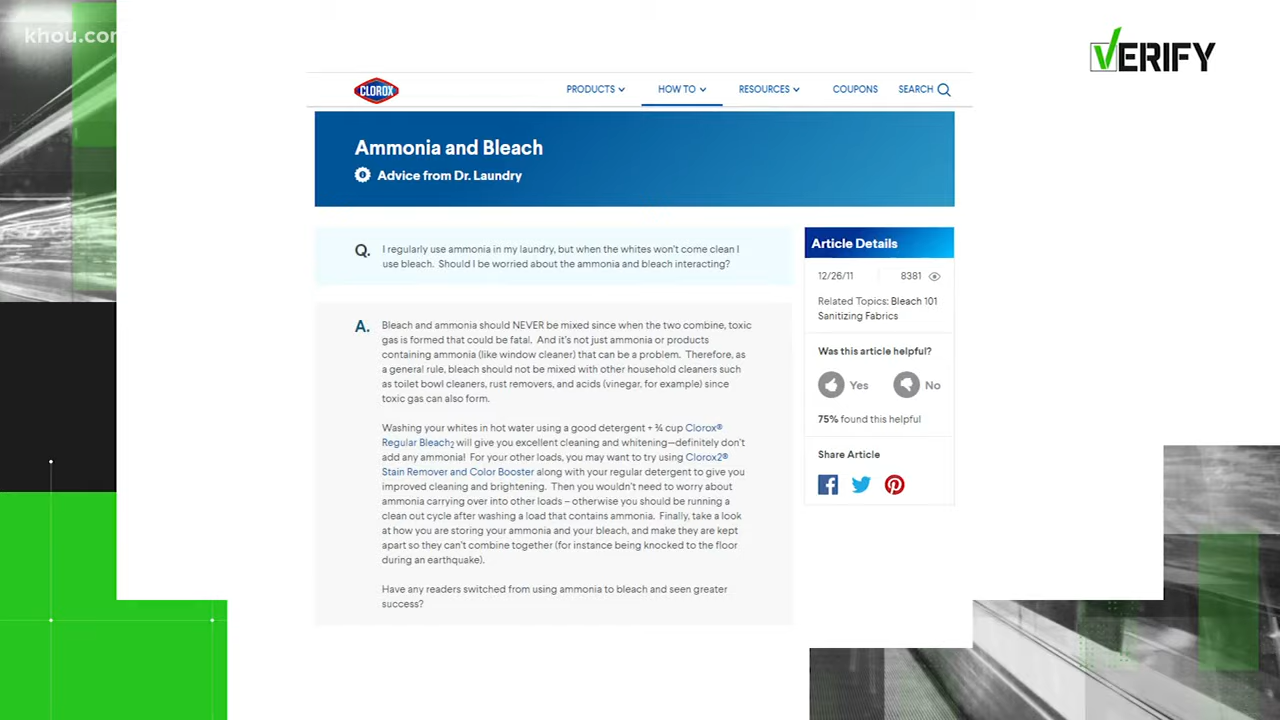 khou.com
VERIFY
CLOROX
PRODUCTS
HOW TO
RESOURCES
COUPONS
SEARCH
Ammonia and Bleach
Advice from Dr. Laundry
Q. I regularly use ammonia in my laundry, but when the whites won't come clean I
use bleach. Should I be worried about the ammonia and bleach interacting?
A. Bleach and ammonia should NEVER be mixed since when the two combine, toxic
gas is formed that could be fatal. And it's not just ammonia or products
containing ammonia (like window cleaner) that can be a problem. Therefore, as
a general rule, bleach should not be mixed with other household cleaners such
as toilet bowl cleaners, rust removers, and acids (vinegar, for example) since
toxic gas can also form.
Washing your whites in hot water using a good detergent + ¾ cup Clorox®
Regular Bleach₂ will give you excellent cleaning and whitening—definitely don't
add any ammonia! For your other loads, you may want to try using Clorox2®
Stain Remover and Color Booster along with your regular detergent to give you
improved cleaning and brightening. Then you wouldn't need to worry about
ammonia carrying over into other loads – otherwise you should be running a
clean out cycle after washing a load that contains ammonia. Finally, take a look
at how you are storing your ammonia and your bleach, and make they are kept
apart so they can't combine together (for instance being knocked to the floor
during an earthquake).
Have any readers switched from using ammonia to bleach and seen greater
success?
Article Details
12/26/11 8381
Related Topics: Bleach 101
Sanitizing Fabrics
Was this article helpful?
Yes No
75% found this helpful
Share Article